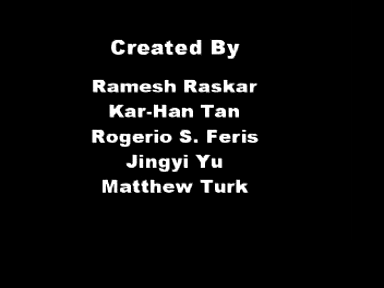 Created By
Ramesh Raskar
Kar-Han Tan
Rogerio S. Feris
Jingyi Yu
Matthew Turk